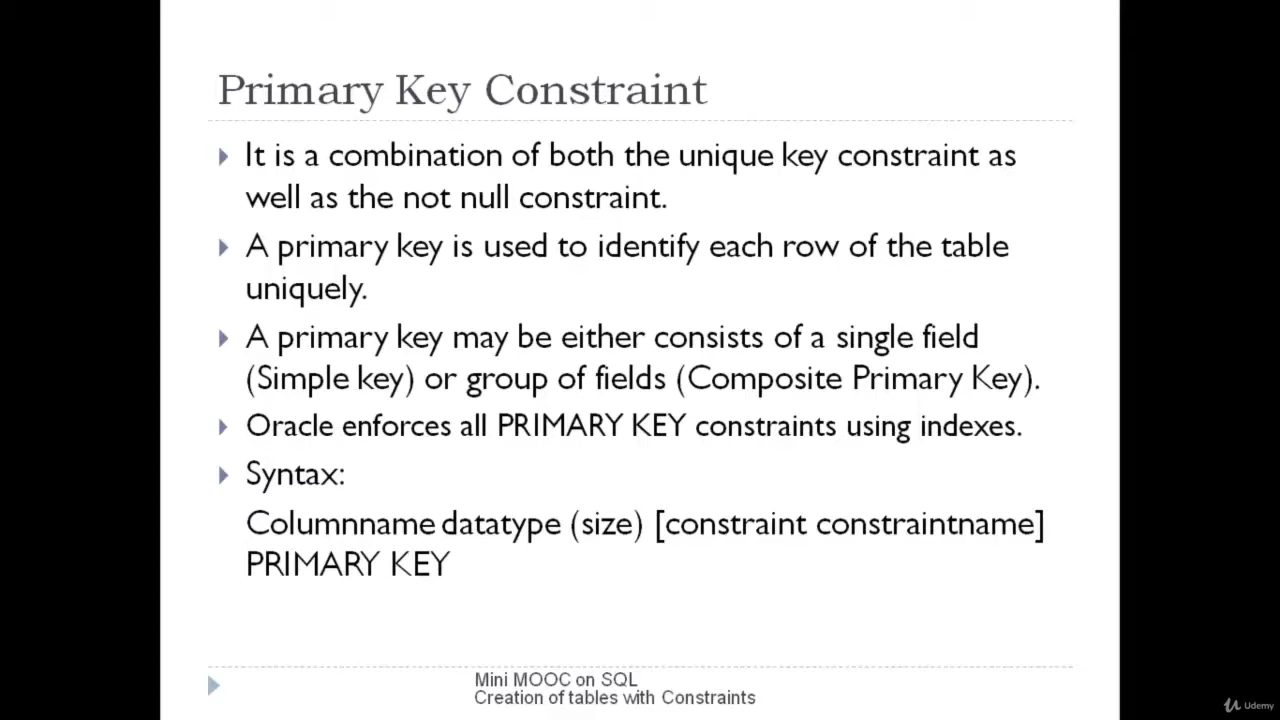 Primary Key Constraint
It is a combination of both the unique key constraint as
well as the not null constraint.
A primary key is used to identify each row of the table
uniquely.
A primary key may be either consists of a single field
(Simple key) or group of fields (Composite Primary Key).
Oracle enforces all PRIMARY KEY constraints using indexes.
Syntax:
Columnname datatype (size) [constraint constraintname]
PRIMARY KEY
Mini MOOC on SQL
Creation of tables with Constraints
Udemy